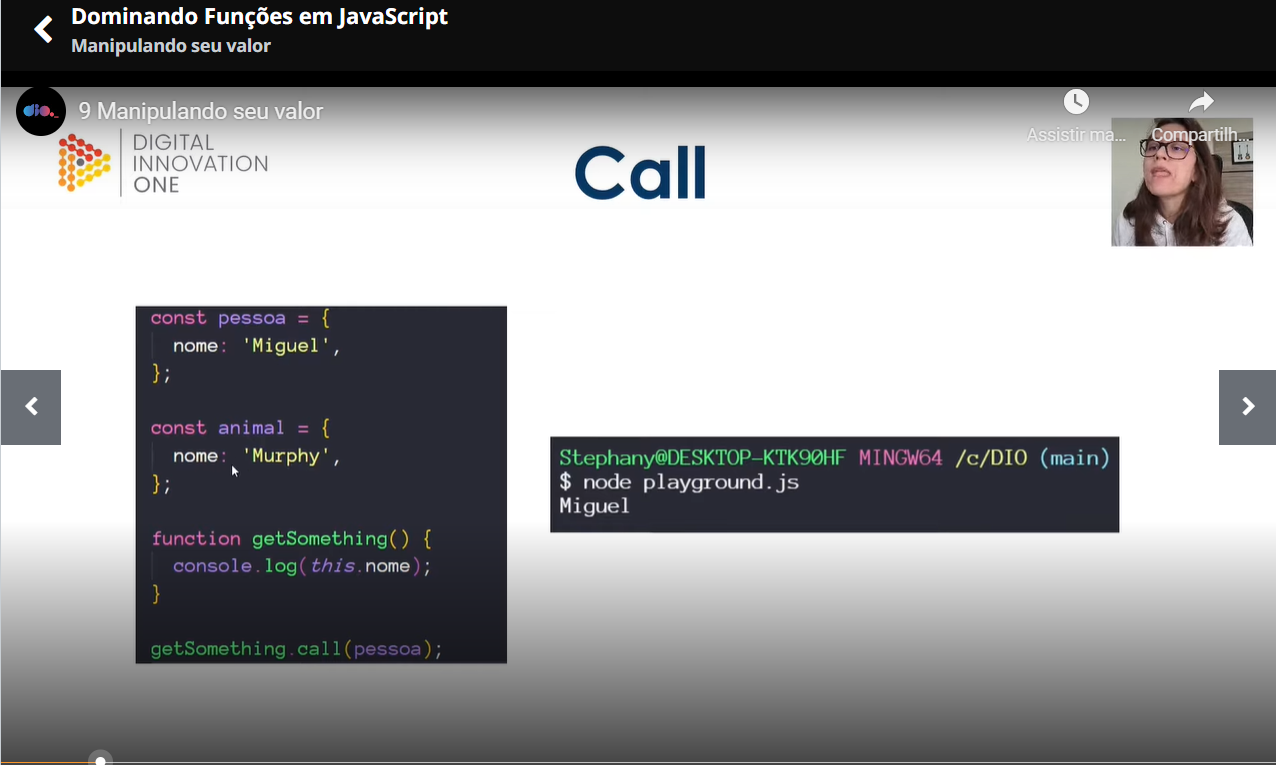 Dominando Funções em JavaScript
Manipulando seu valor
dio.
9 Manipulando seu valor
Assistir ma...
Compartilh...
DIGITAL
INNOVATION
ONE
Call
const pessoa = {
nome: 'Miguel',
};
const animal = {
nome: 'Murphy',
};
function getSomething() {
console.log(this.nome);
}
getSomething.call(pessoa);
Stephany@DESKTOP-KTK90HF MINGW64 /c/DIO (main)
$ node playground.js
Miguel